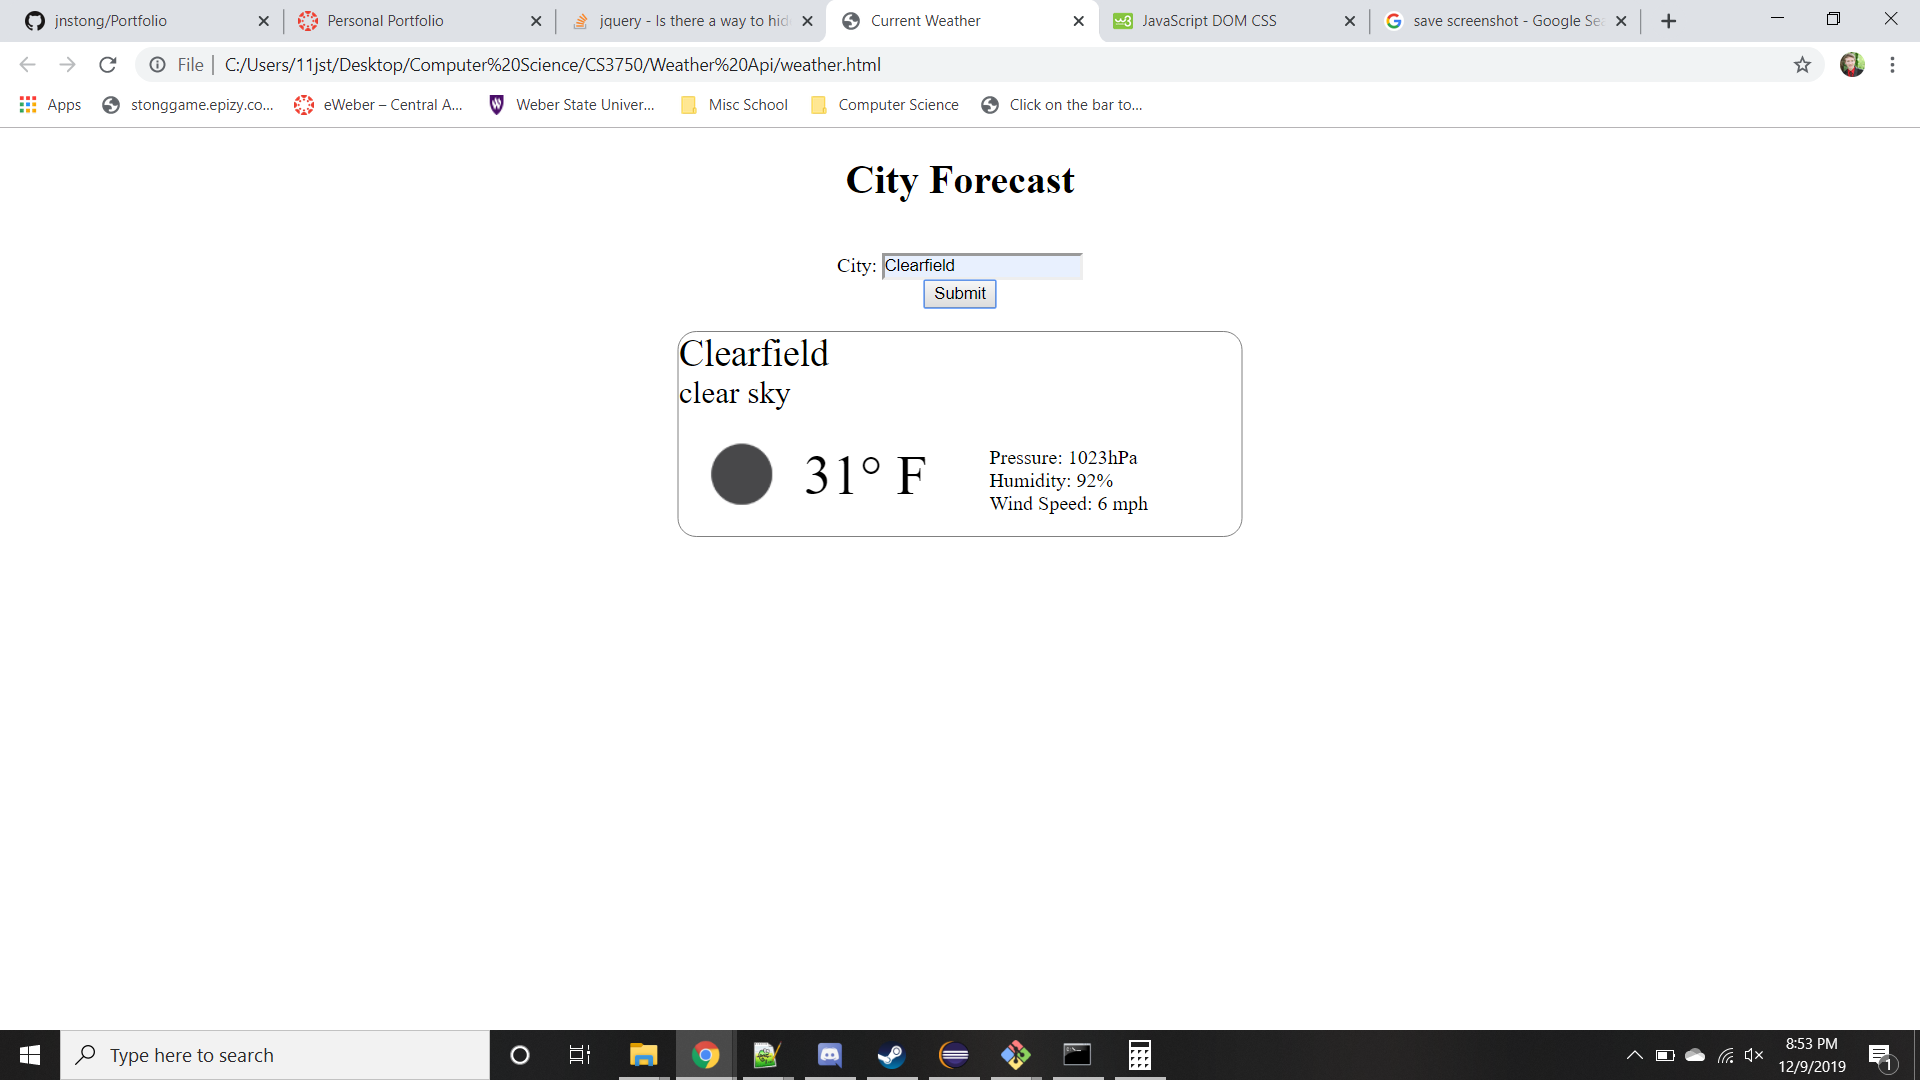 jnstong/Portfolio
Personal Portfolio
jquery - Is there a way to hid
Current Weather
JavaScript DOM CSS
save screenshot - Google Sea
File
C:/Users/11jst/Desktop/Computer%20Science/CS3750/Weather%20Api/weather.html
Apps
stonggame.epizy.co...
eWeber – Central A...
Weber State Univer...
Misc School
Computer Science
Click on the bar to...
City Forecast
City: Clearfield
Submit
Clearfield
clear sky
31° F
Pressure: 1023hPa
Humidity: 92%
Wind Speed: 6 mph
Type here to search
8:53 PM
12/9/2019
1